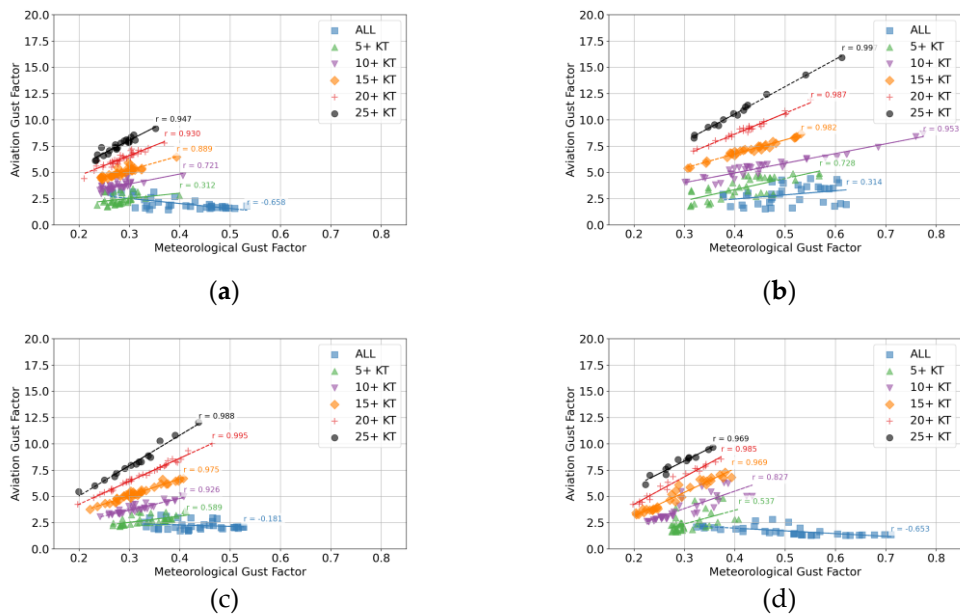 20.0
17.5
15.0
12.5
10.0
7.5
5.0
2.5
0.0
Aviation Gust Factor
ALL
5+ KT
10+ KT
15+ KT
20+ KT
25+ KT
r = 0.947
r = 0.930
r = 0.889
r = 0.721
r = 0.312
r = -0.658
0.2 0.3 0.4 0.5 0.6 0.7 0.8
Meteorological Gust Factor
(a)
20.0
17.5
15.0
12.5
10.0
7.5
5.0
2.5
0.0
Aviation Gust Factor
ALL
5+ KT
10+ KT
15+ KT
20+ KT
25+ KT
r = 0.987
r = 0.982
r = 0.953
r = 0.728
r = 0.314
0.2 0.3 0.4 0.5 0.6 0.7 0.8
Meteorological Gust Factor
(b)
20.0
17.5
15.0
12.5
10.0
7.5
5.0
2.5
0.0
Aviation Gust Factor
ALL
5+ KT
10+ KT
15+ KT
20+ KT
25+ KT
r = 0.988
r = 0.995
r = 0.975
r = 0.926
r = 0.589
r = -0.181
0.2 0.3 0.4 0.5 0.6 0.7 0.8
Meteorological Gust Factor
(c)
20.0
17.5
15.0
12.5
10.0
7.5
5.0
2.5
0.0
Aviation Gust Factor
ALL
5+ KT
10+ KT
15+ KT
20+ KT
25+ KT
r = 0.969
r = 0.985
r = 0.969
r = 0.827
r = 0.537
r = -0.653
0.2 0.3 0.4 0.5 0.6 0.7 0.8
Meteorological Gust Factor
(d)